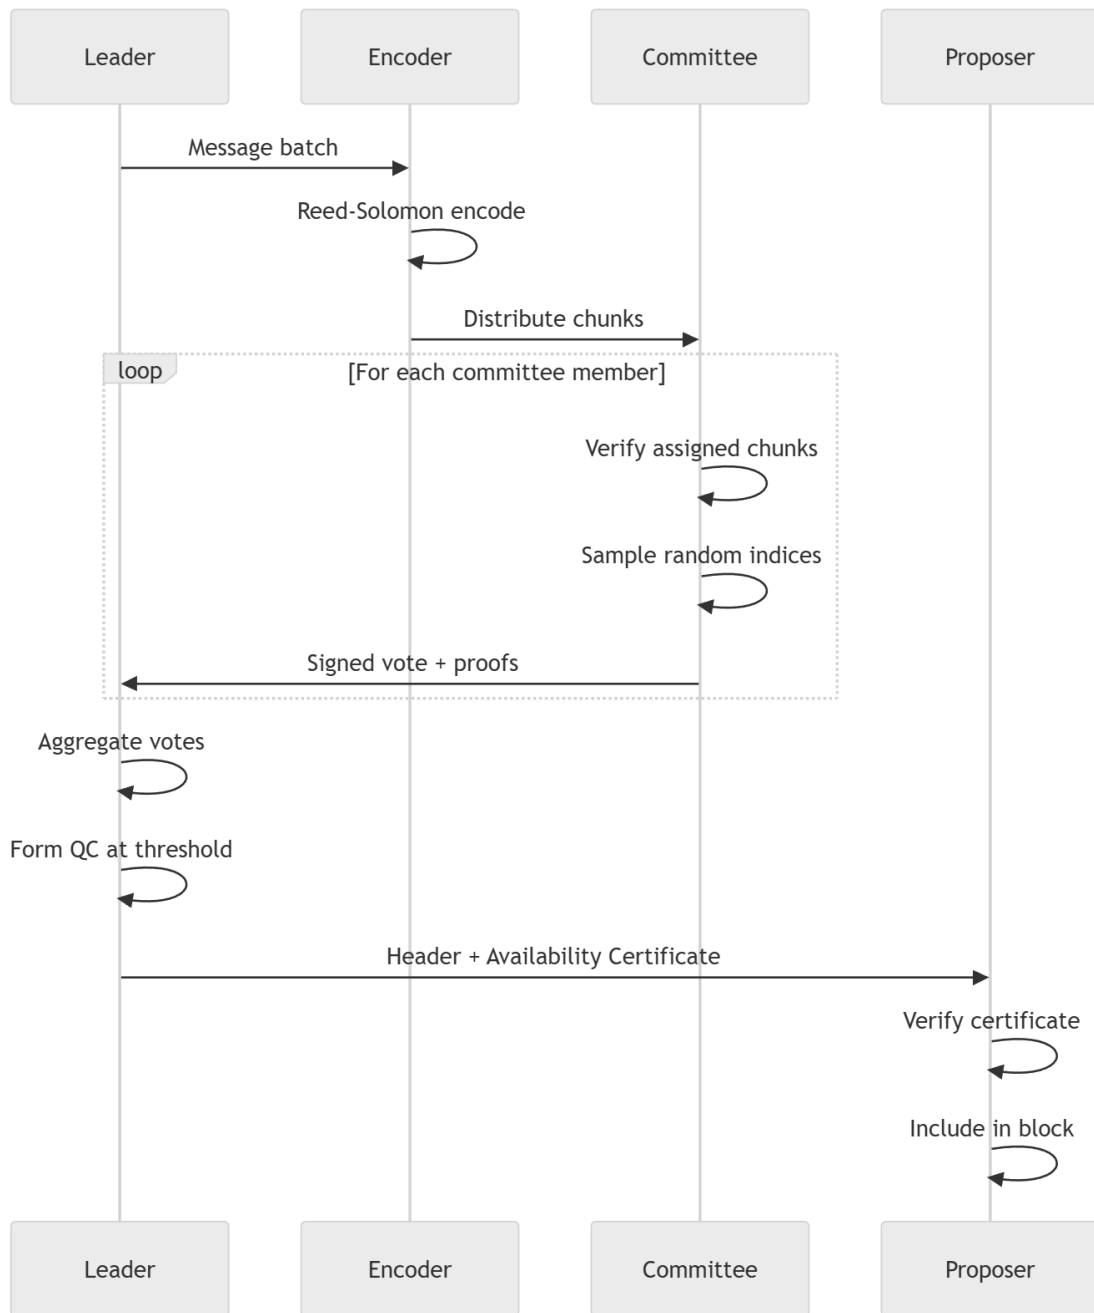 Leader
Encoder
Committee
Proposer
Message batch
Reed-Solomon encode
Distribute chunks
loop
[For each committee member]
Verify assigned chunks
Sample random indices
Signed vote + proofs
Aggregate votes
Form QC at threshold
Header + Availability Certificate
Verify certificate
Include in block
Leader
Encoder
Committee
Proposer